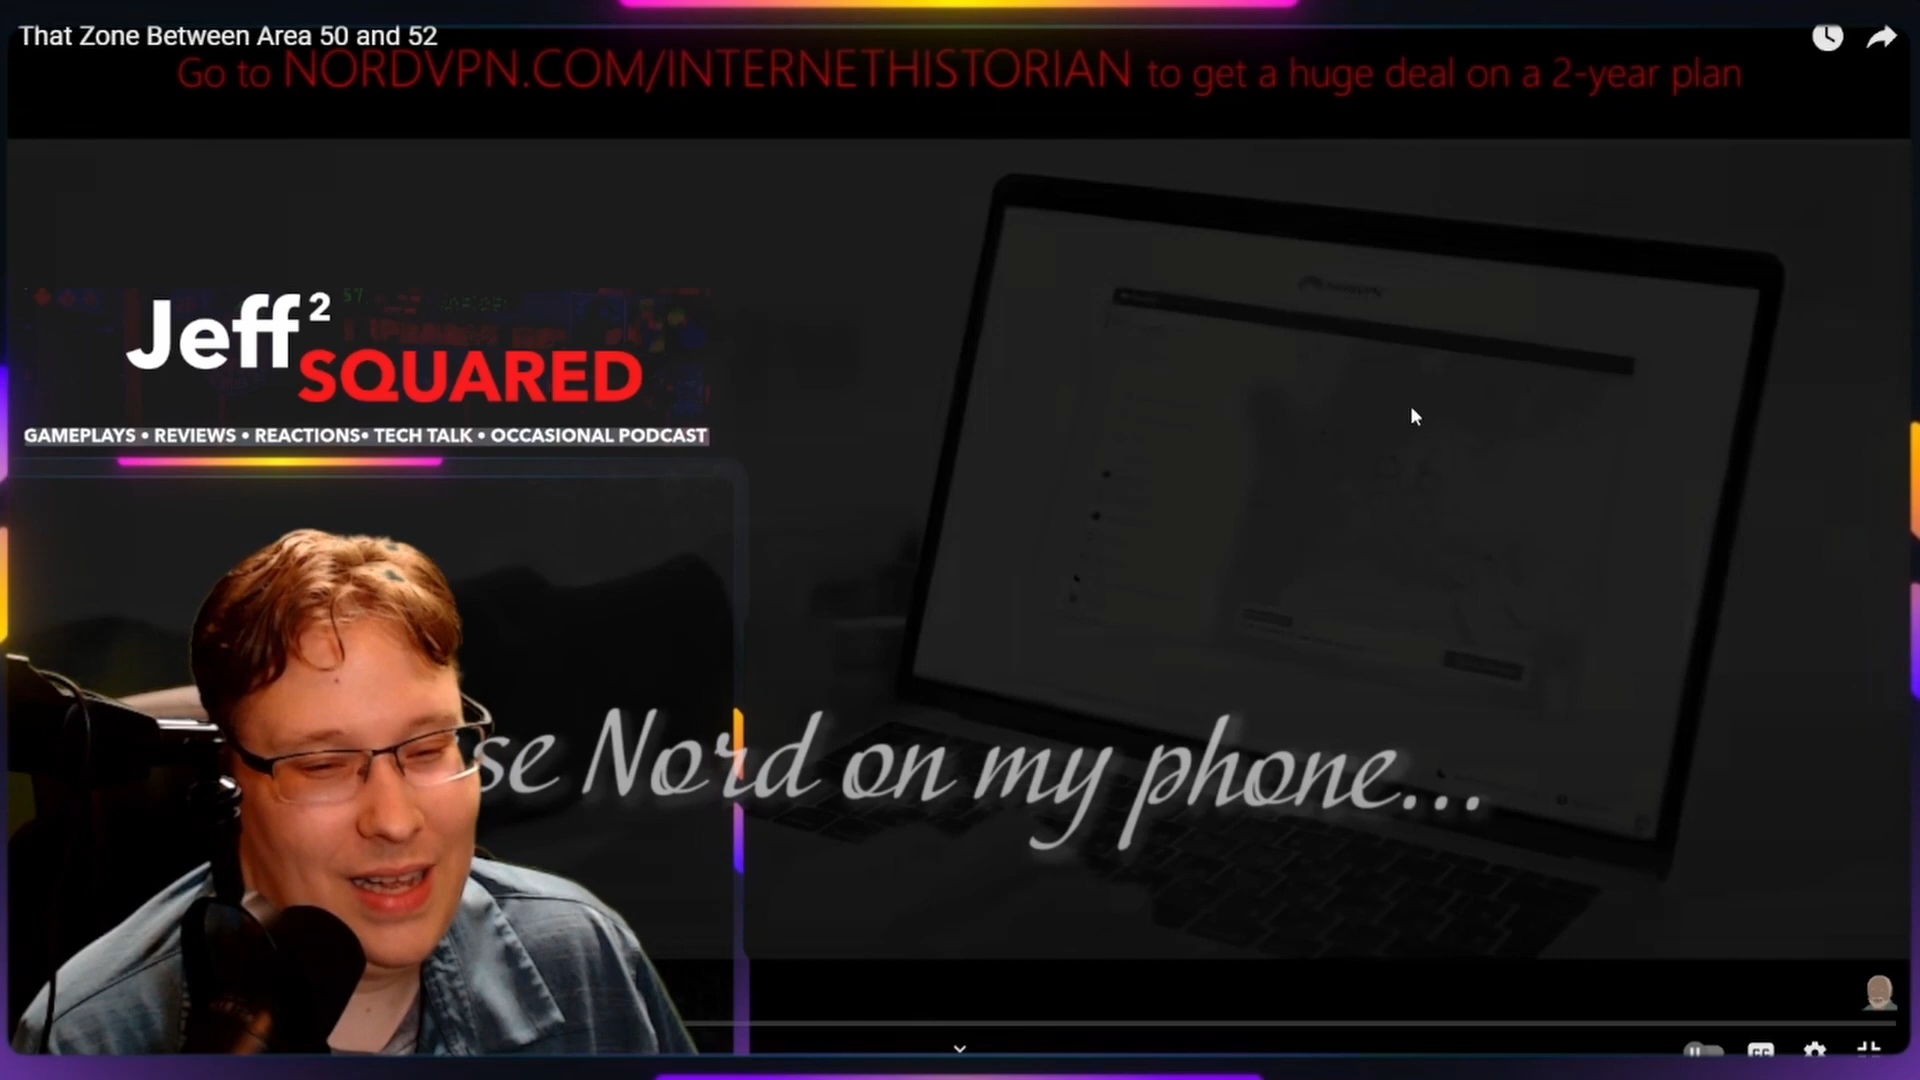 That Zone Between Area 50 and 52
Go to NORDVPN.COM/INTERNETHISTORIAN to get a huge deal on a 2-year plan
Jeff²
SQUARED
GAMEPLAYS • REVIEWS • REACTIONS• TECH TALK • OCCASIONAL PODCAST
Nord on my phone...